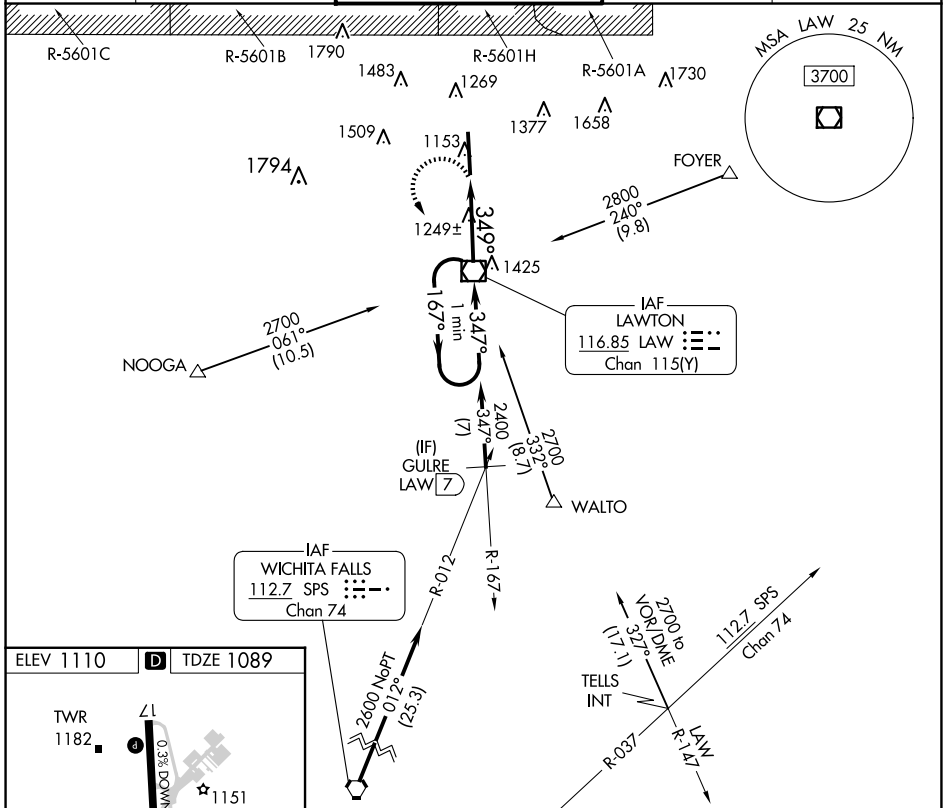 R-5601C
R-5601B
1790
R-5601H
R-5601A
1483
1269
1730
1509
1153
1377
1658
1794
MSA LAW 25 NM
3700
FOYER
2800
240°
(9.8)
1249±
349°
1425
167°
1 min
347°
IAF
LAWTON
116.85 LAW
Chan 115(Y)
2700
061°
(10.5)
NOOGA
2400
347°
(7)
2700
332°
(8.7)
(IF)
GULRE
LAW 7
WALTO
IAF
WICHITA FALLS
112.7 SPS
Chan 74
R-012
R-167
2600 NoPT
012°
(25.3)
2700 to
VOR/DME
327°
(17.1)
112.7 SPS
Chan 74
TELLS
INT
R-037
LAW
R-147
ELEV 1110
D
TDZE 1089
TWR
1182
17
P
0.3% DOWN
1151